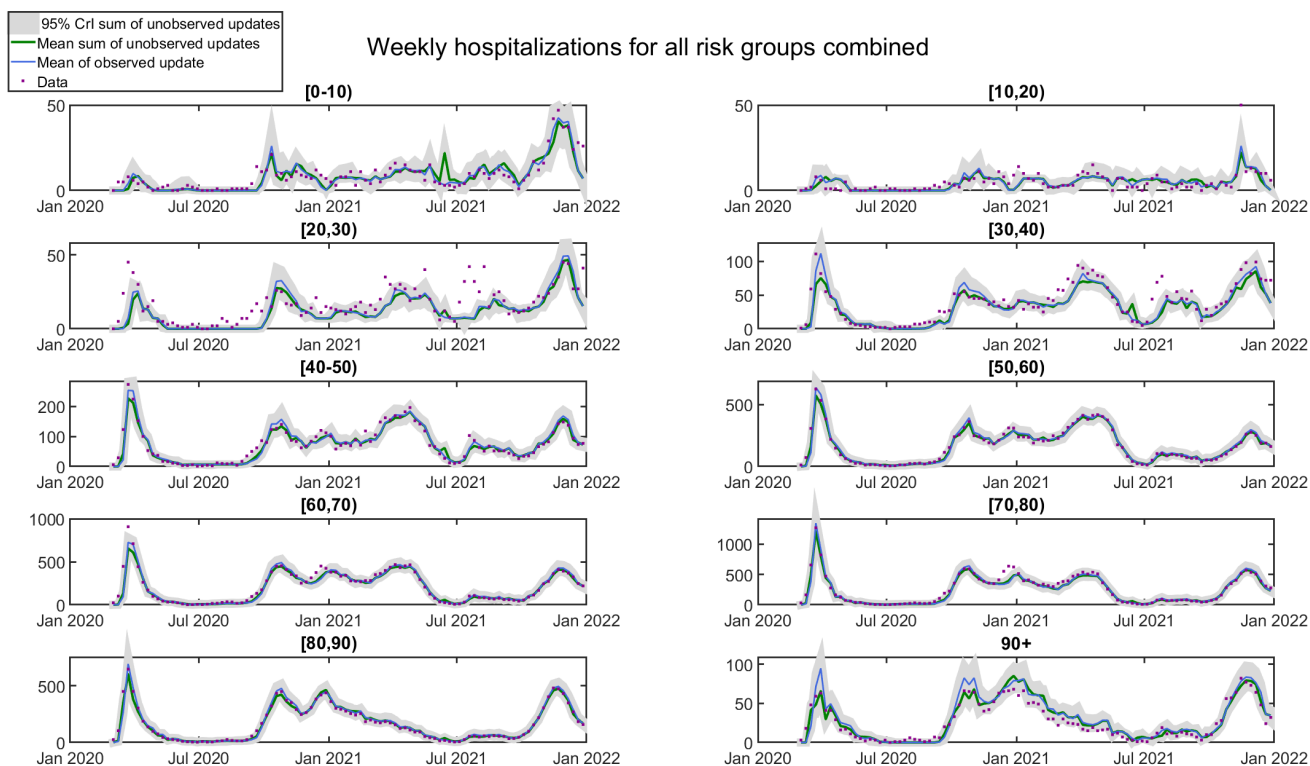 95% CrI sum of unobserved updates
Mean sum of unobserved updates
Mean of observed update
Data
Weekly hospitalizations for all risk groups combined
[0-10)
50
0
Jan 2020 Jul 2020 Jan 2021 Jul 2021 Jan 2022
[10,20)
50
0
Jan 2020 Jul 2020 Jan 2021 Jul 2021 Jan 2022
[20,30)
50
0
Jan 2020 Jul 2020 Jan 2021 Jul 2021 Jan 2022
[30,40)
100
50
0
Jan 2020 Jul 2020 Jan 2021 Jul 2021 Jan 2022
[40-50)
200
100
0
Jan 2020 Jul 2020 Jan 2021 Jul 2021 Jan 2022
[50,60)
500
0
Jan 2020 Jul 2020 Jan 2021 Jul 2021 Jan 2022
[60,70)
1000
500
0
Jan 2020 Jul 2020 Jan 2021 Jul 2021 Jan 2022
[70,80)
1000
500
0
Jan 2020 Jul 2020 Jan 2021 Jul 2021 Jan 2022
[80,90)
500
0
Jan 2020 Jul 2020 Jan 2021 Jul 2021 Jan 2022
90+
100
50
0
Jan 2020 Jul 2020 Jan 2021 Jul 2021 Jan 2022